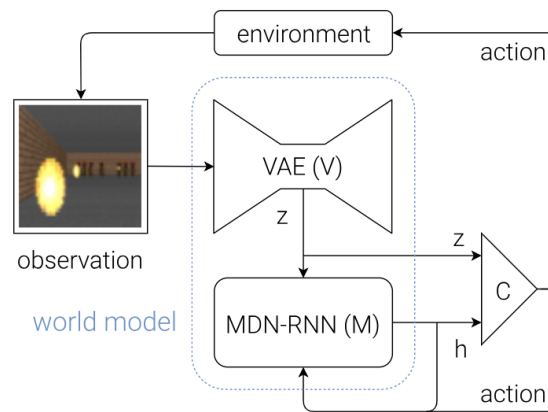 environment
action
VAE (V)
z
z
observation
C
world model
MDN-RNN (M)
h
action